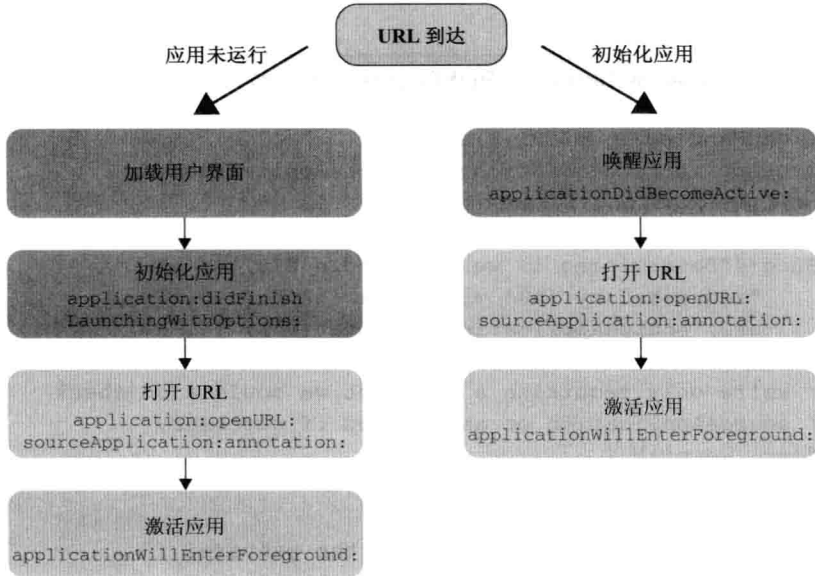 URL 到达
应用未运行
初始化应用
加载用户界面
初始化应用
application:didFinish
LaunchingWithOptions:
打开 URL
application:openURL:
sourceApplication:annotation:
激活应用
applicationWillEnterForeground:
唤醒应用
applicationDidBecomeActive:
打开 URL
application:openURL:
sourceApplication:annotation:
激活应用
applicationWillEnterForeground: